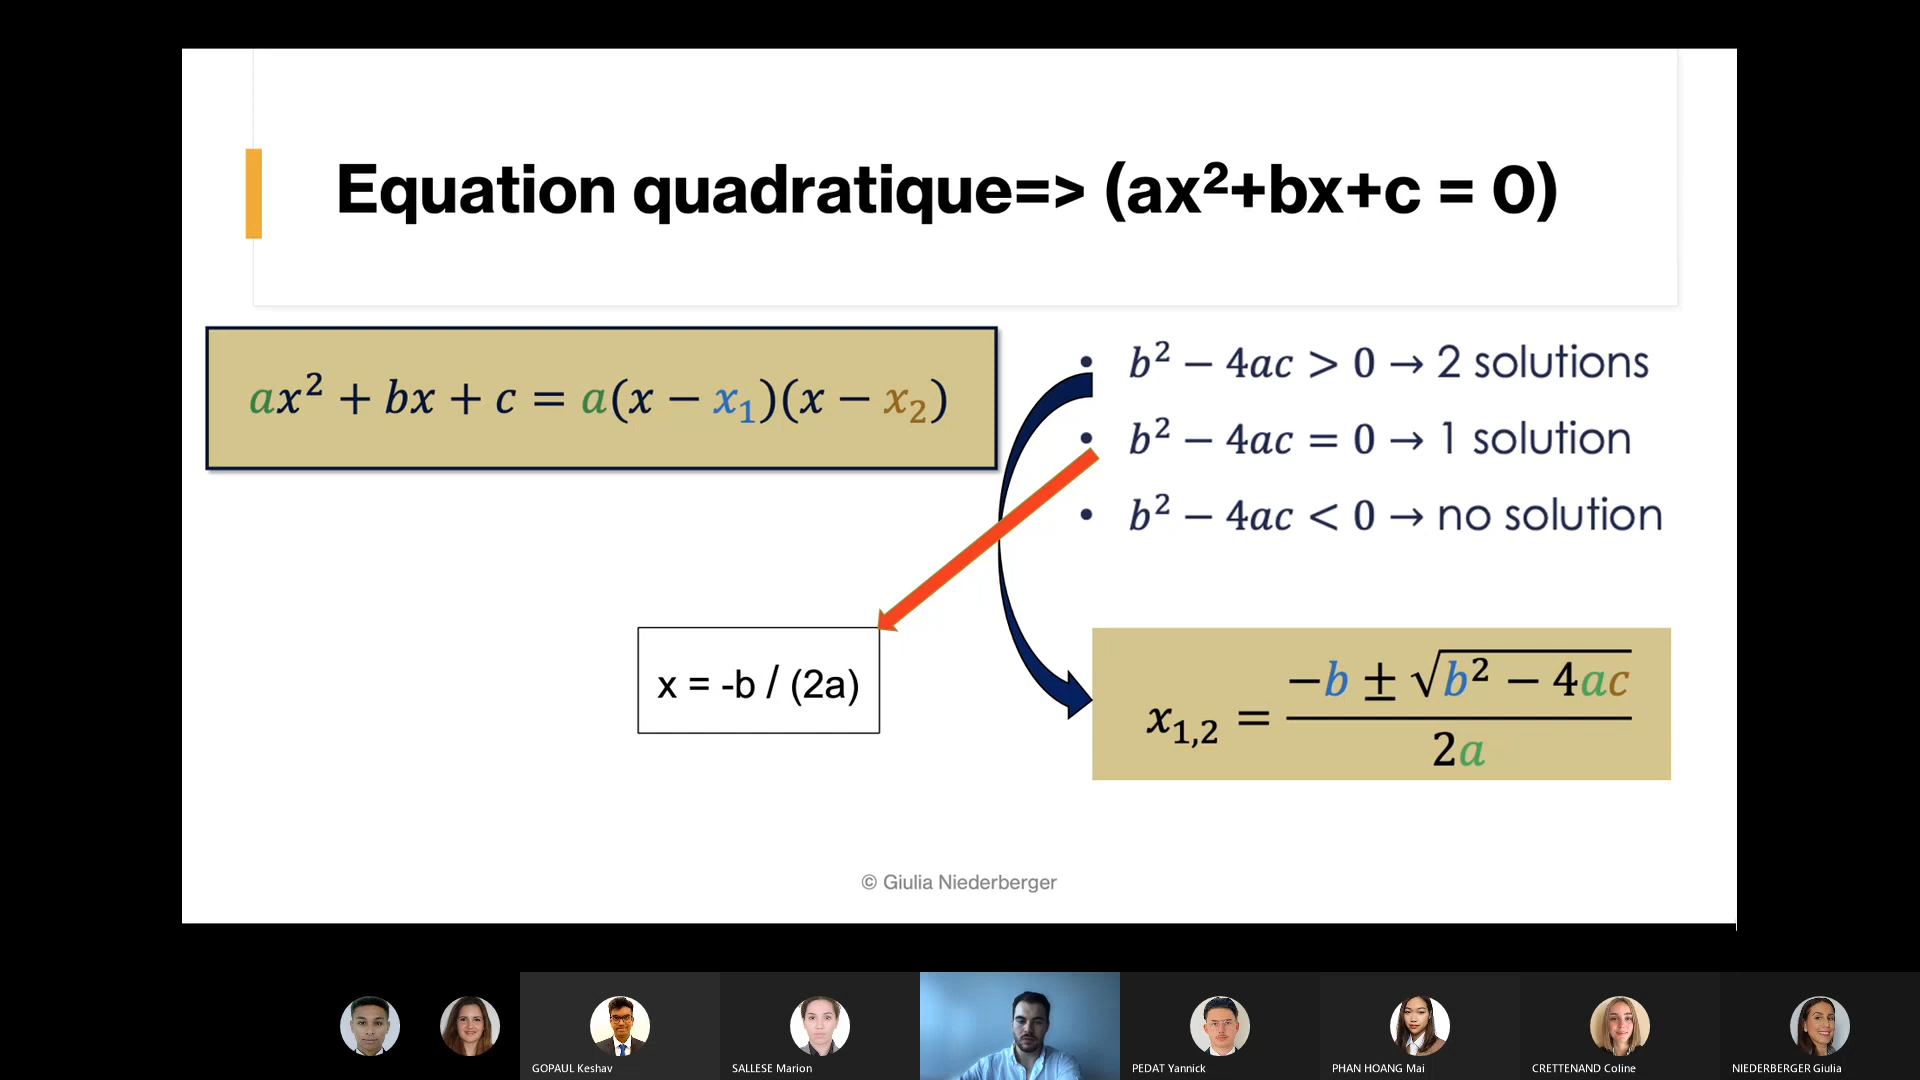 Equation quadratique=> (ax²+bx+c = 0)
ax² + bx + c = a(x − x₁)(x − x₂)
• b² − 4ac > 0 → 2 solutions
• b² − 4ac = 0 → 1 solution
• b² − 4ac < 0 → no solution
x = -b / (2a)
x₁,₂ = (−b ± √(b² − 4ac)) / 2a
© Giulia Niederberger
GOPAUL Keshav
SALLESE Marion
PEDAT Yannick
PHAN HOANG Mai
CRETTENAND Coline
NIEDERBERGER Giulia